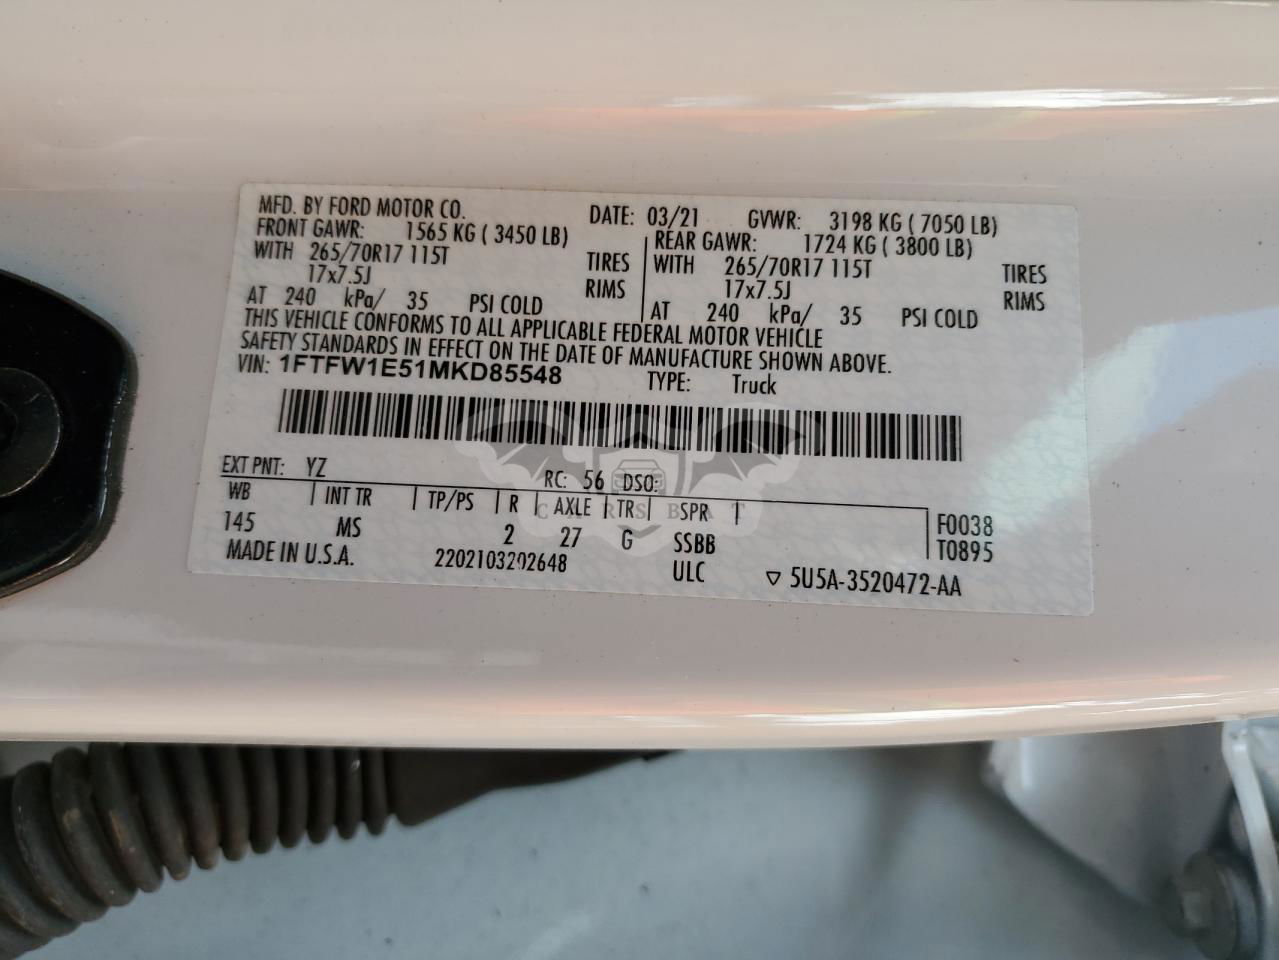 MFD. BY FORD MOTOR CO. DATE: 03/21 GVWR: 3198 KG ( 7050 LB)
FRONT GAWR: 1565 KG ( 3450 LB) REAR GAWR: 1724 KG ( 3800 LB)
WITH 265/70R17 115T TIRES WITH 265/70R17 115T TIRES
17x7.5J RIMS 17x7.5J RIMS
AT 240 kPa/ 35 PSI COLD AT 240 kPa/ 35 PSI COLD
THIS VEHICLE CONFORMS TO ALL APPLICABLE FEDERAL MOTOR VEHICLE
SAFETY STANDARDS IN EFFECT ON THE DATE OF MANUFACTURE SHOWN ABOVE.
VIN: 1FTFW1E51MKD85548 TYPE: Truck
EXT PNT: YZ RC: 56 DSO:
WB INT TR TP/PS R AXLE TR SPR F0038
145 MS 2 27 G SSBB T0895
MADE IN U.S.A. 2202103202648 ULC 5U5A-3520472-AA
CARSBAT